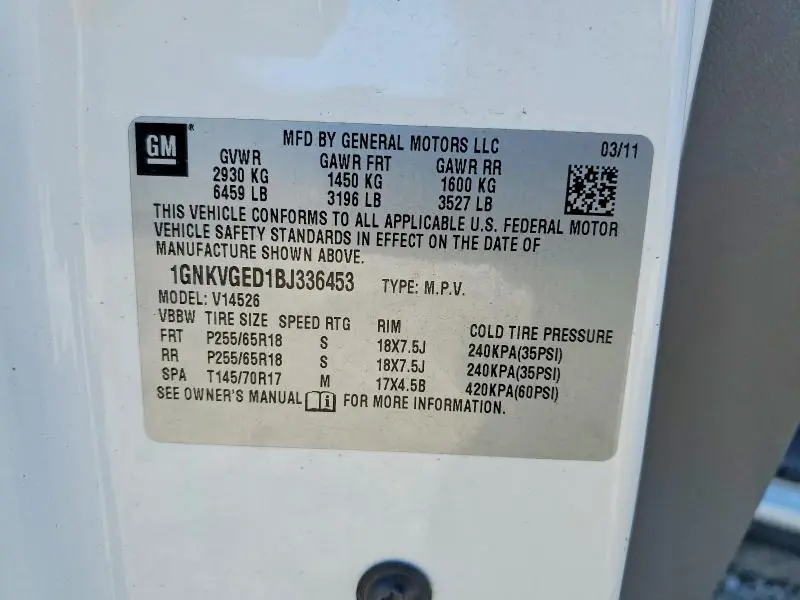 GM
MFD BY GENERAL MOTORS LLC 03/11
GVWR GAWR FRT GAWR RR
2930 KG 1450 KG 1600 KG
6459 LB 3196 LB 3527 LB
THIS VEHICLE CONFORMS TO ALL APPLICABLE U.S. FEDERAL MOTOR
VEHICLE SAFETY STANDARDS IN EFFECT ON THE DATE OF
MANUFACTURE SHOWN ABOVE.
1GNKVGED1BJ336453 TYPE: M.P.V.
MODEL: V14526
VBBW TIRE SIZE SPEED RTG RIM COLD TIRE PRESSURE
FRT P255/65R18 S 18X7.5J 240KPA(35PSI)
RR P255/65R18 S 18X7.5J 240KPA(35PSI)
SPA T145/70R17 M 17X4.5B 420KPA(60PSI)
SEE OWNER'S MANUAL i FOR MORE INFORMATION.